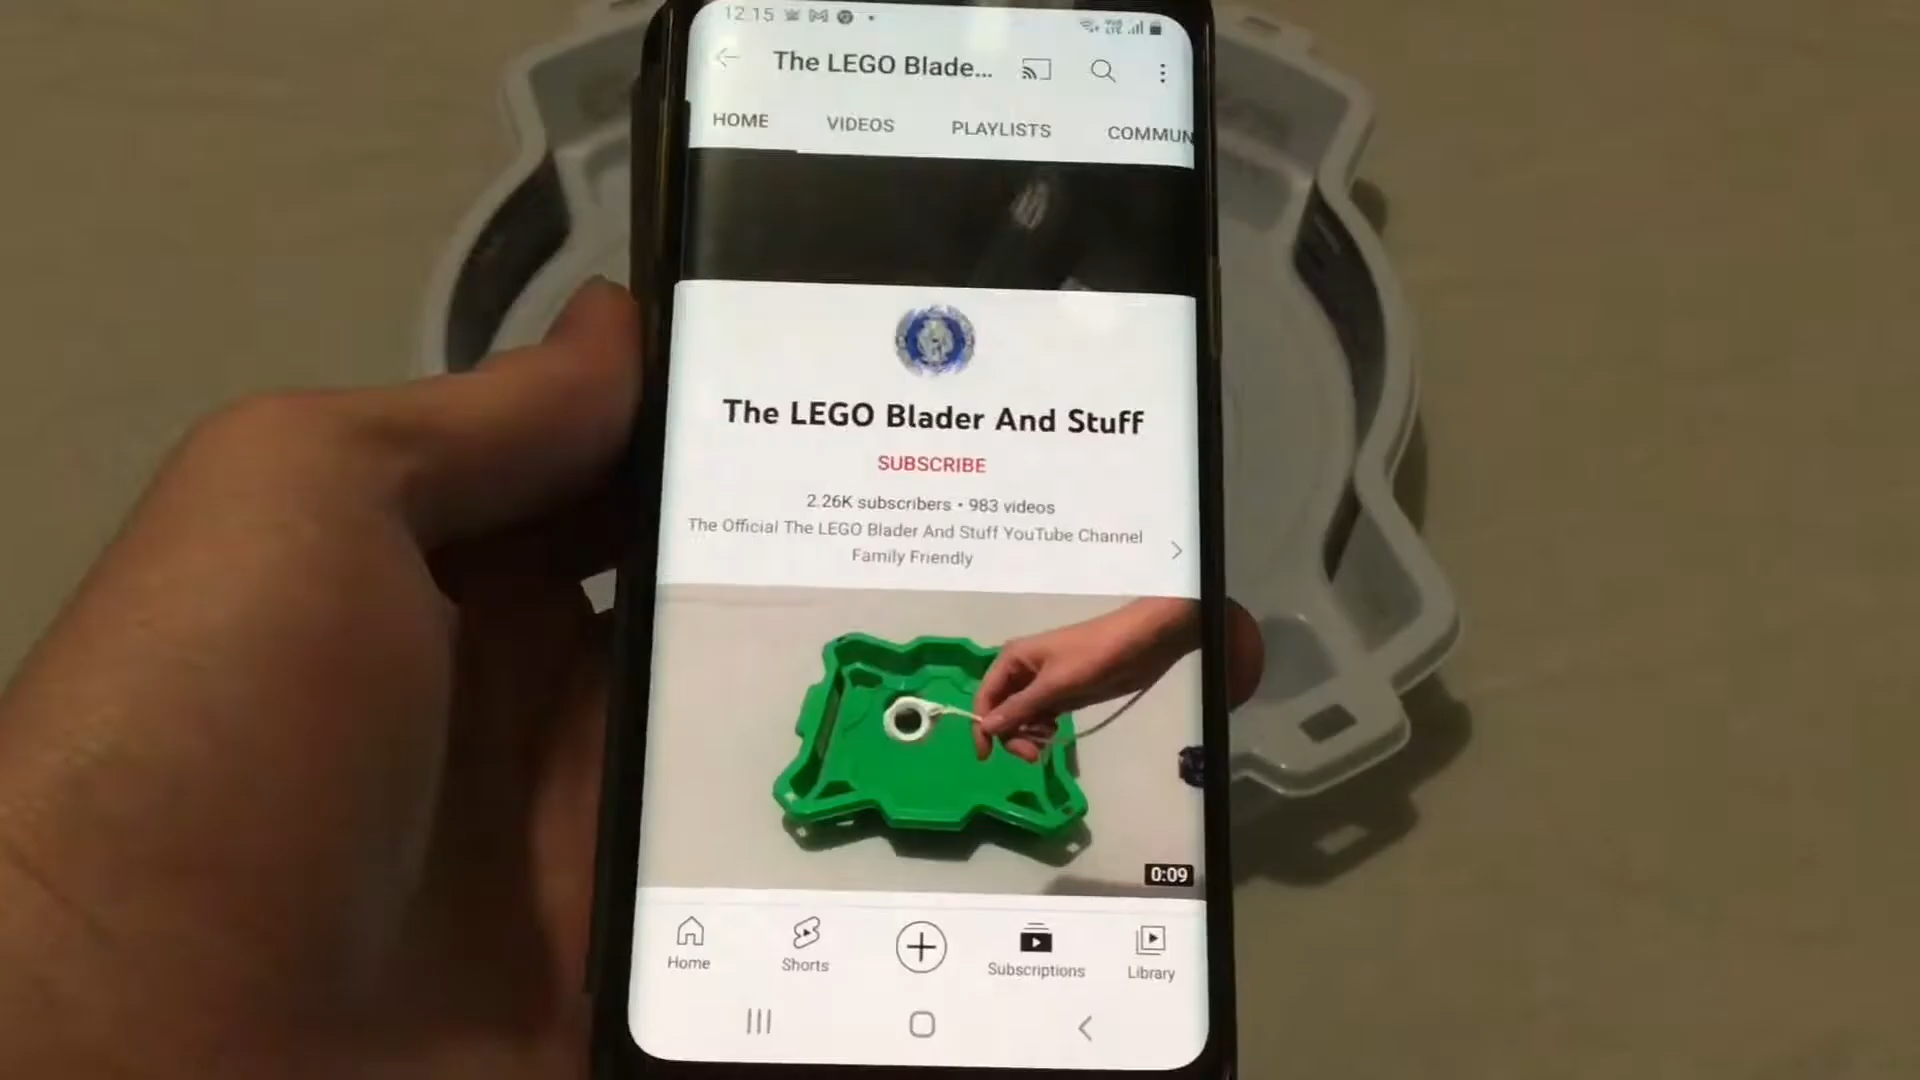 12.15
The LEGO Blade...
HOME VIDEOS PLAYLISTS COMMUN
The LEGO Blader And Stuff
SUBSCRIBE
2.26K subscribers • 983 videos
The Official The LEGO Blader And Stuff YouTube Channel
Family Friendly
0:09
Home Shorts Subscriptions Library